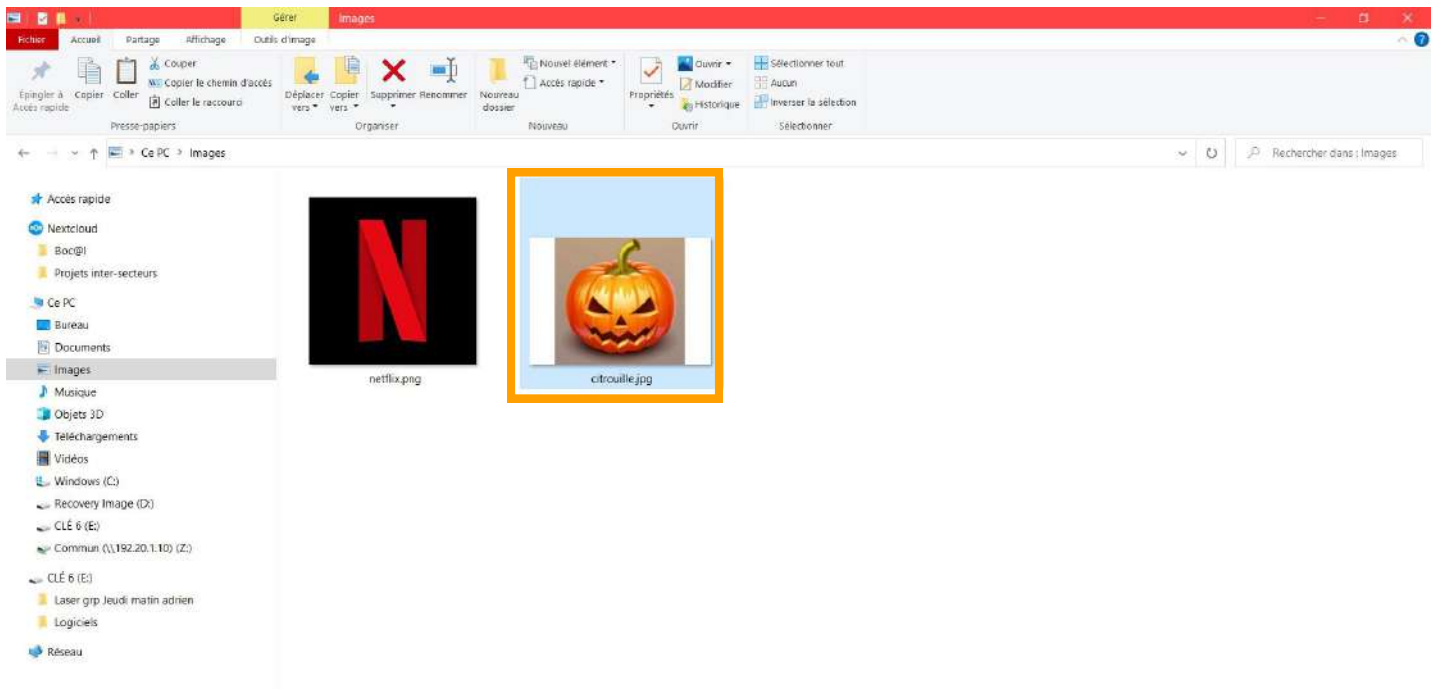 Gérer
Images
Fichier
Accueil
Partage
Affichage
Outils d'image
Épingler à
Accès rapide
Copier
Coller
Couper
Copier le chemin d'accès
Coller le raccourci
Presse-papiers
Déplacer
vers
Copier
vers
Supprimer
Renommer
Organiser
Nouveau
dossier
Nouvel élément
Accès rapide
Nouveau
Propriétés
Ouvrir
Modifier
Historique
Ouvrir
Sélectionner tout
Aucun
Inverser la sélection
Sélectionner
Ce PC > Images
Rechercher dans : Images
Accès rapide
Nextcloud
Boc@l
Projets inter-secteurs
Ce PC
Bureau
Documents
Images
Musique
Objets 3D
Téléchargements
Vidéos
Windows (C:)
Recovery Image (D:)
CLÉ 6 (E:)
Commun (\\192.20.1.10) (Z:)
CLÉ 6 (E:)
Laser grp Jeudi matin adrien
Logiciels
Réseau
N
netflix.png
citrouille.jpg